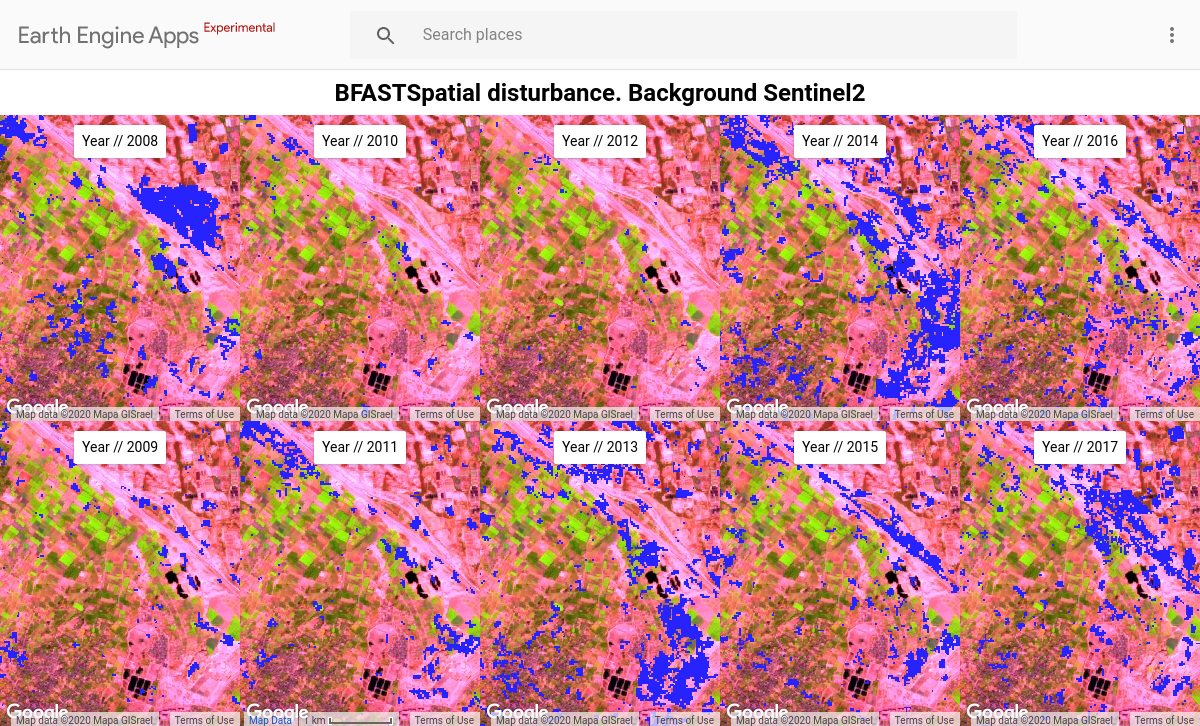 Earth Engine Apps Experimental
Search places
BFASTSpatial disturbance. Background Sentinel2
Year // 2008
Year // 2010
Year // 2012
Year // 2014
Year // 2016
Google
Map data ©2020 Mapa GISrael
Terms of Use
Google
Map data ©2020 Mapa GISrael
Terms of Use
Google
Map data ©2020 Mapa GISrael
Terms of Use
Google
Map data ©2020 Mapa GISrael
Terms of Use
Google
Map data ©2020 Mapa GISrael
Terms of Use
Year // 2009
Year // 2011
Year // 2013
Year // 2015
Year // 2017
Google
Map data ©2020 Mapa GISrael
Terms of Use
Google
Map Data
1 km
Terms of Use
Google
Map data ©2020 Mapa GISrael
Terms of Use
Google
Map data ©2020 Mapa GISrael
Terms of Use
Google
Map data ©2020 Mapa GISrael
Terms of Use